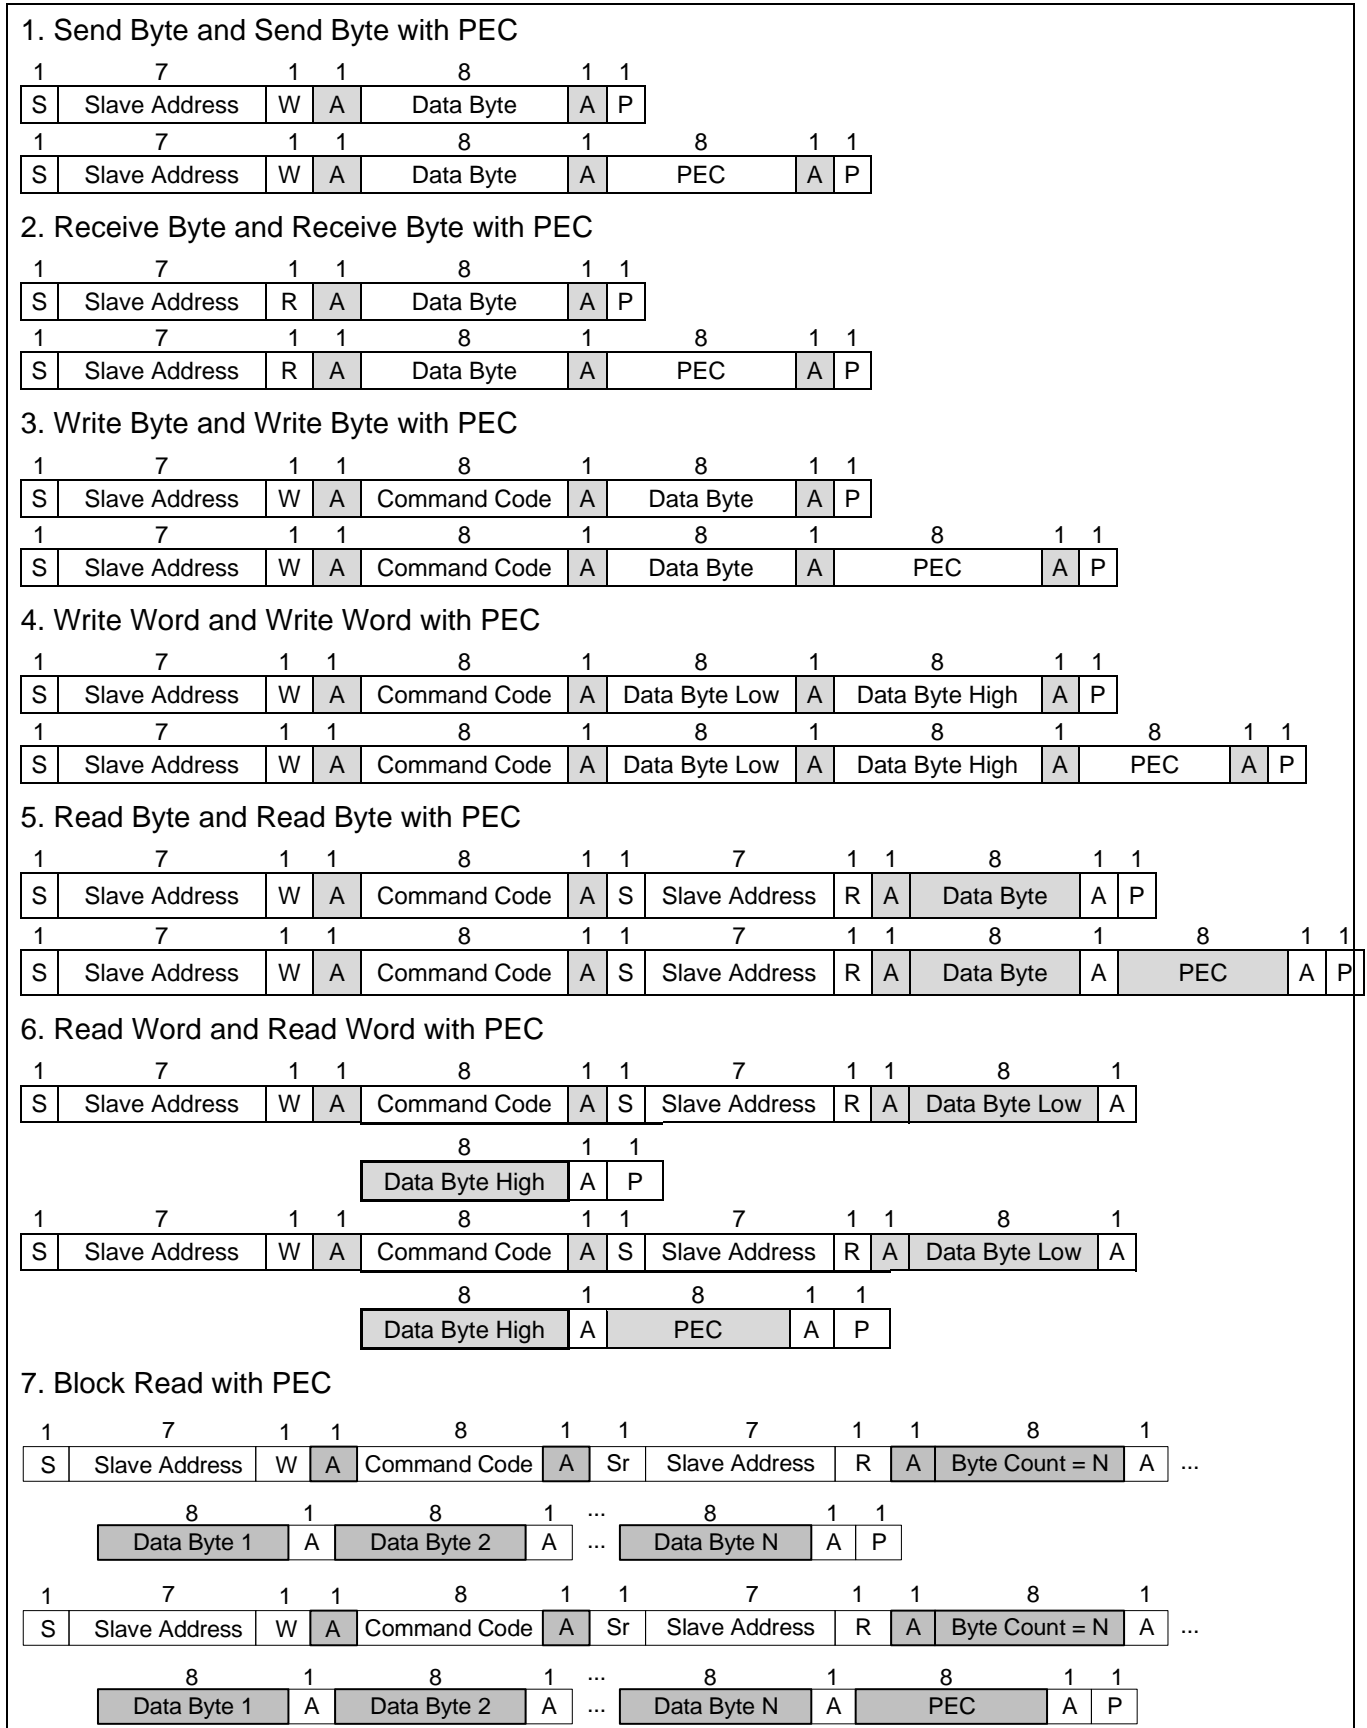 1. Send Byte and Send Byte with PEC
1 7 1 1 8 1 1
S Slave Address W A Data Byte A P
1 7 1 1 8 1 8 1 1
S Slave Address W A Data Byte A PEC A P
2. Receive Byte and Receive Byte with PEC
1 7 1 1 8 1 1
S Slave Address R A Data Byte A P
1 7 1 1 8 1 8 1 1
S Slave Address R A Data Byte A PEC A P
3. Write Byte and Write Byte with PEC
1 7 1 1 8 1 8 1 1
S Slave Address W A Command Code A Data Byte A P
1 7 1 1 8 1 8 1 8 1 1
S Slave Address W A Command Code A Data Byte A PEC A P
4. Write Word and Write Word with PEC
1 7 1 1 8 1 8 1 8 1 1
S Slave Address W A Command Code A Data Byte Low A Data Byte High A P
1 7 1 1 8 1 8 1 8 1 8 1 1
S Slave Address W A Command Code A Data Byte Low A Data Byte High A PEC A P
5. Read Byte and Read Byte with PEC
1 7 1 1 8 1 1 7 1 1 8 1 1
S Slave Address W A Command Code A S Slave Address R A Data Byte A P
1 7 1 1 8 1 1 7 1 1 8 1 8 1 1
S Slave Address W A Command Code A S Slave Address R A Data Byte A PEC A P
6. Read Word and Read Word with PEC
1 7 1 1 8 1 1 7 1 1 8 1
S Slave Address W A Command Code A S Slave Address R A Data Byte Low A
8 1 1
Data Byte High A P
1 7 1 1 8 1 1 7 1 1 8 1
S Slave Address W A Command Code A S Slave Address R A Data Byte Low A
8 1 8 1 1
Data Byte High A PEC A P
7. Block Read with PEC
1 7 1 1 8 1 1 7 1 1 8 1
S Slave Address W A Command Code A Sr Slave Address R A Byte Count = N A ...
8 1 8 1 ... 8 1 1
Data Byte 1 A Data Byte 2 A ... Data Byte N A P
1 7 1 1 8 1 1 7 1 1 8 1
S Slave Address W A Command Code A Sr Slave Address R A Byte Count = N A ...
8 1 8 1 ... 8 1 8 1 1
Data Byte 1 A Data Byte 2 A ... Data Byte N A PEC A P